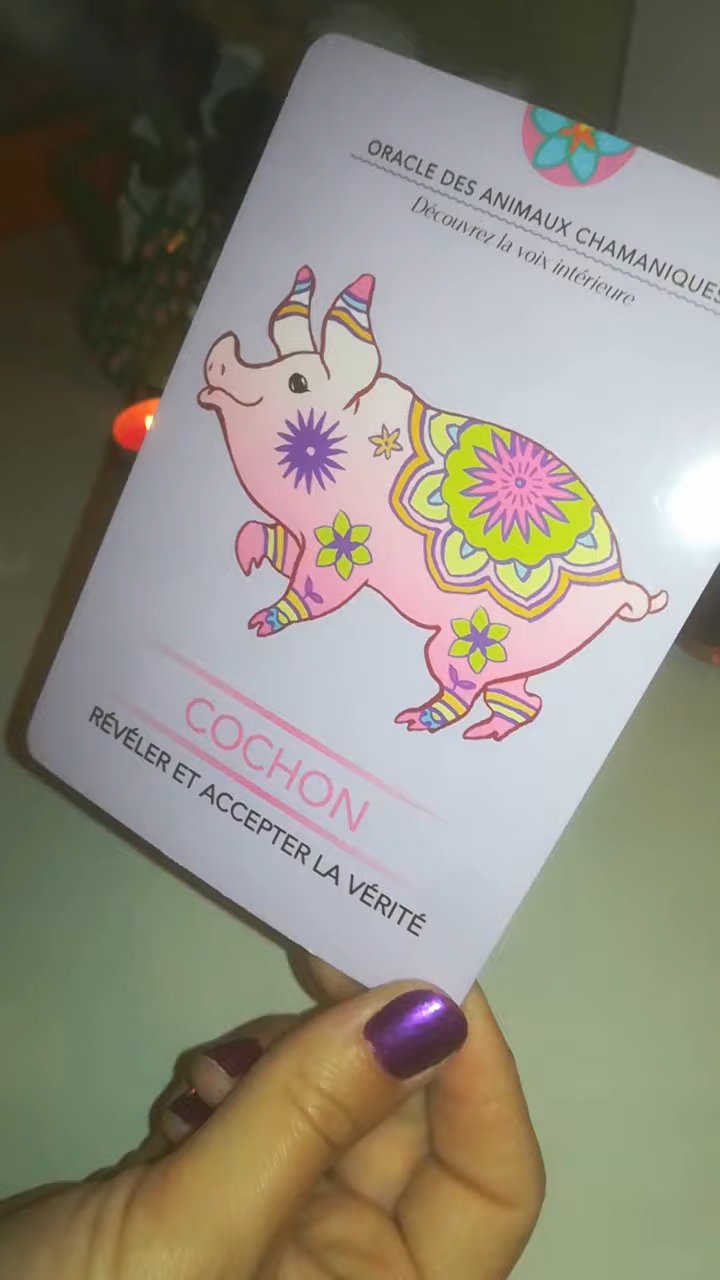 ORACLE DES ANIMAUX CHAMANIQUES
Découvrez la voix intérieure
COCHON
RÉVÉLER ET ACCEPTER LA VÉRITÉ